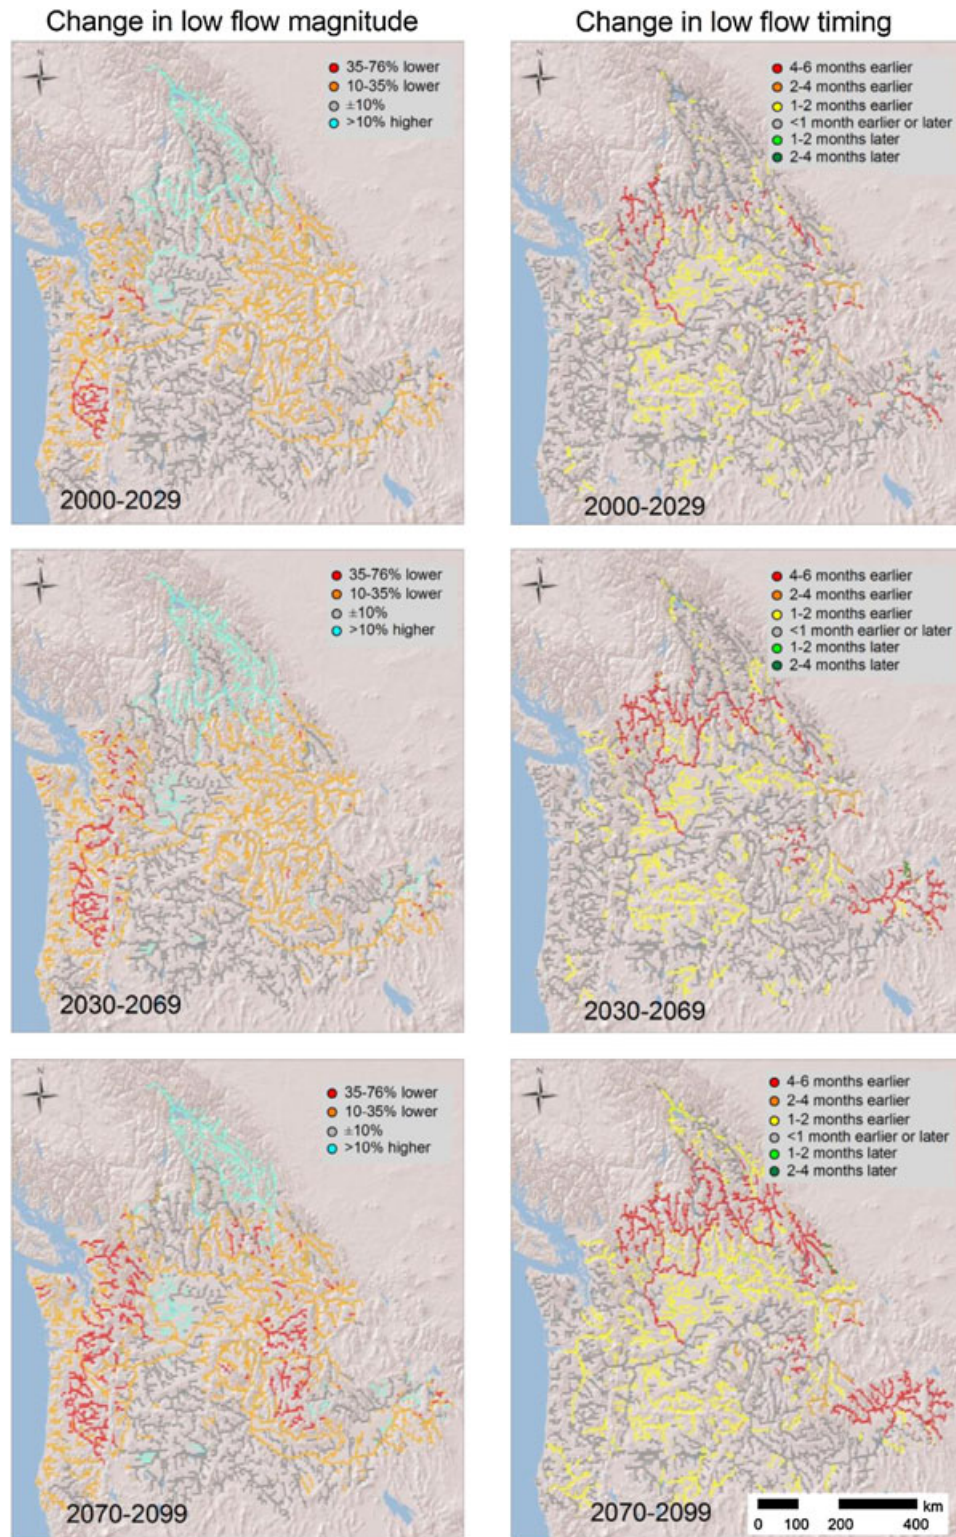 Change in low flow magnitude
Change in low flow timing
N
35-76% lower
10-35% lower
±10%
>10% higher
2000-2029
N
4-6 months earlier
2-4 months earlier
1-2 months earlier
<1 month earlier or later
1-2 months later
2-4 months later
2000-2029
N
35-76% lower
10-35% lower
±10%
>10% higher
2030-2069
N
4-6 months earlier
2-4 months earlier
1-2 months earlier
<1 month earlier or later
1-2 months later
2-4 months later
2030-2069
N
35-76% lower
10-35% lower
±10%
>10% higher
2070-2099
N
4-6 months earlier
2-4 months earlier
1-2 months earlier
<1 month earlier or later
1-2 months later
2-4 months later
2070-2099
km
0 100 200 400